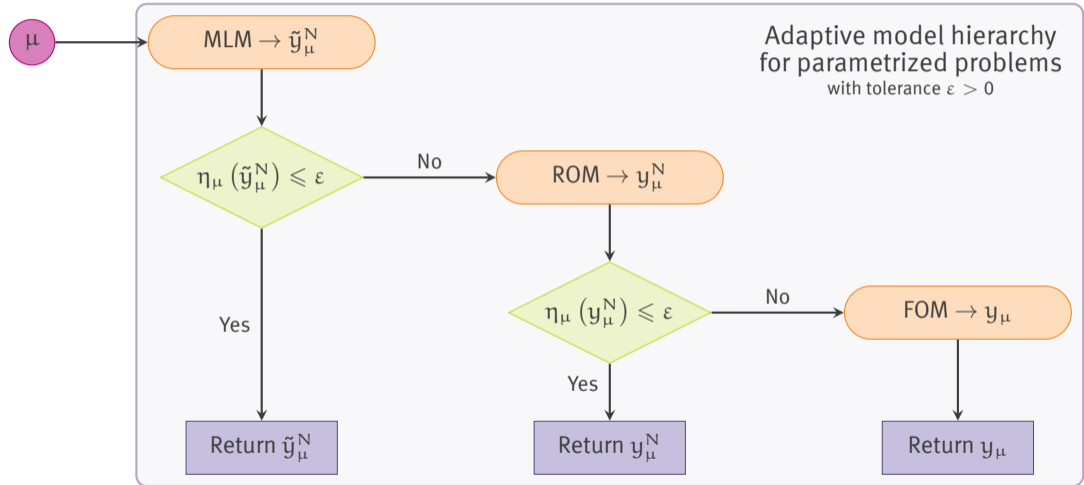 μ
MLM → ỹ_μ^N
Adaptive model hierarchy
for parametrized problems
with tolerance ε > 0
η_μ (ỹ_μ^N) ⩽ ε
No
ROM → y_μ^N
Yes
η_μ (y_μ^N) ⩽ ε
No
FOM → y_μ
Yes
Return ỹ_μ^N
Return y_μ^N
Return y_μ